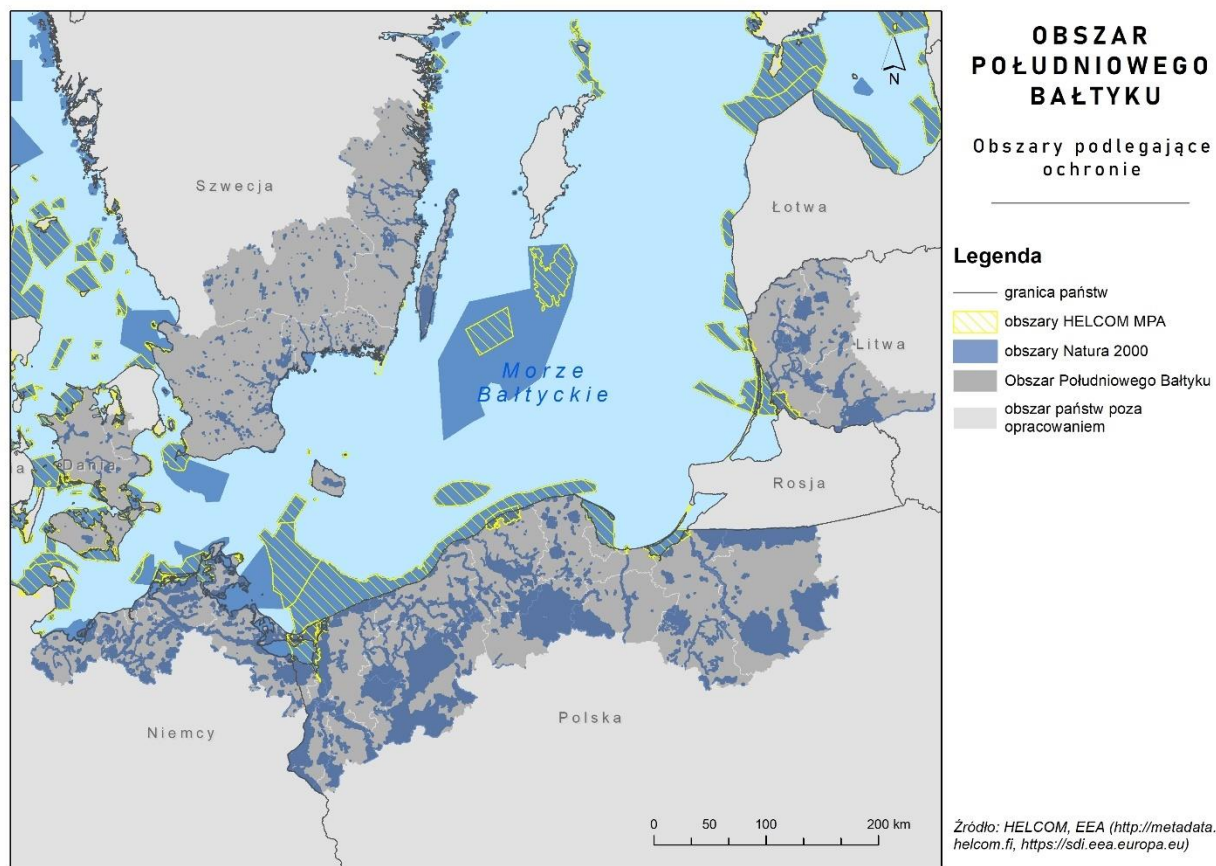 OBSZAR
POŁUDNIOWEGO
BAŁTYKU
Obszary podlegające
ochronie
Legenda
granica państw
obszary HELCOM MPA
obszary Natura 2000
Obszar Południowego Bałtyku
obszar państw poza
opracowaniem
N
Szwecja
Łotwa
Litwa
Morze
Bałtyckie
ia
Dania
Rosja
Niemcy
Polska
0 50 100 200 km
Źródło: HELCOM, EEA (http://metadata.
helcom.fi, https://sdi.eea.europa.eu)